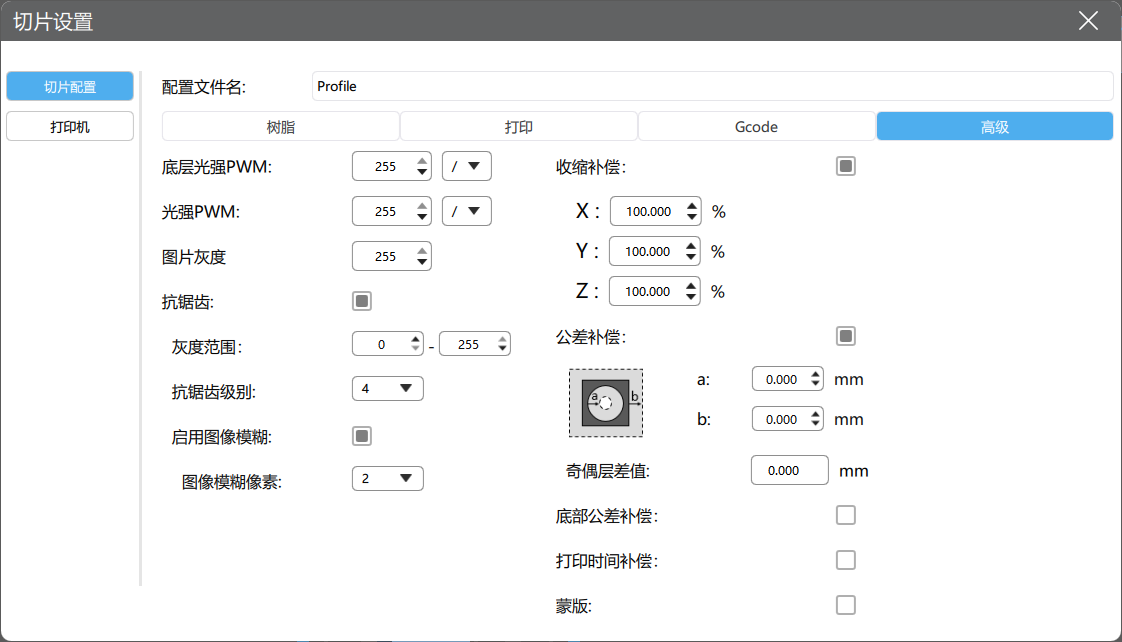 切片设置
切片配置
打印机
配置文件名: Profile
树脂 打印 Gcode 高级
底层光强PWM: 255 /
光强PWM: 255 /
图片灰度 255
抗锯齿:
灰度范围: 0 - 255
抗锯齿级别: 4
启用图像模糊:
图像模糊像素: 2
收缩补偿:
X : 100.000 %
Y : 100.000 %
Z : 100.000 %
公差补偿:
a b
a: 0.000 mm
b: 0.000 mm
奇偶层差值: 0.000 mm
底部公差补偿:
打印时间补偿:
蒙版: